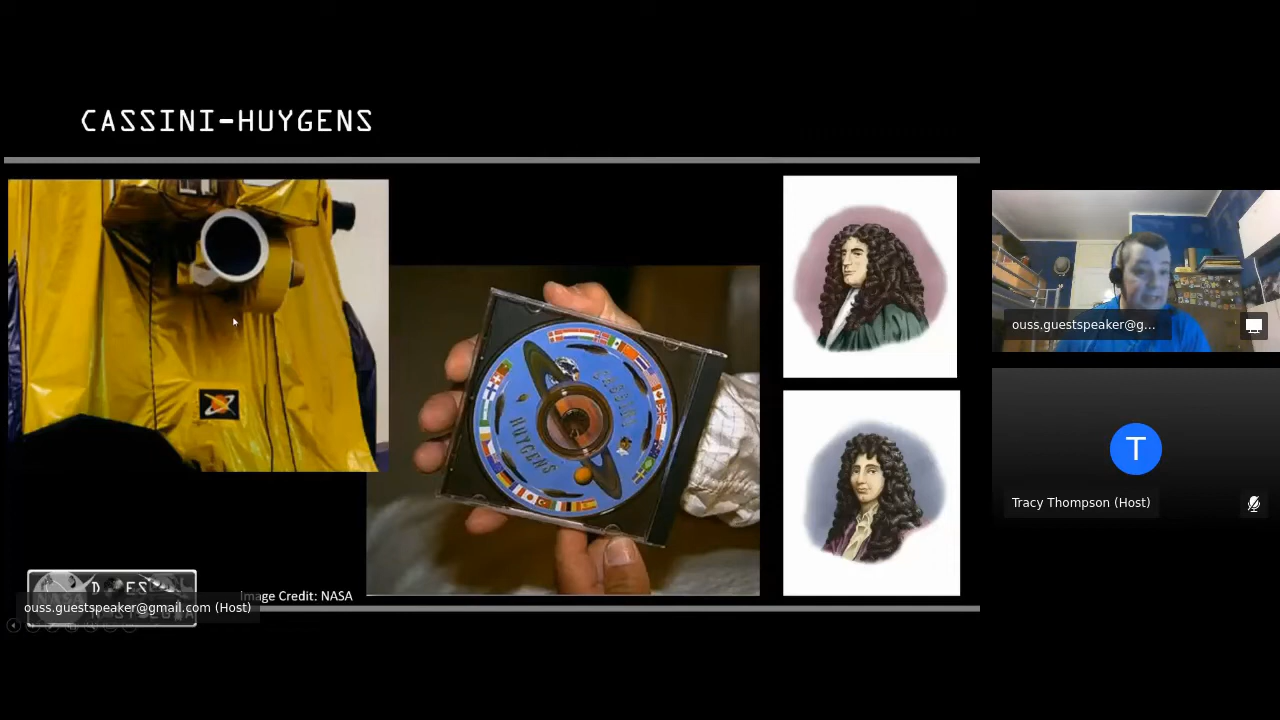 CASSINI-HUYGENS
CASSINI
HUYGENS
Image Credit: NASA
ouss.guestspeaker@gmail.com (Host)
ouss.guestspeaker@g...
T
Tracy Thompson (Host)